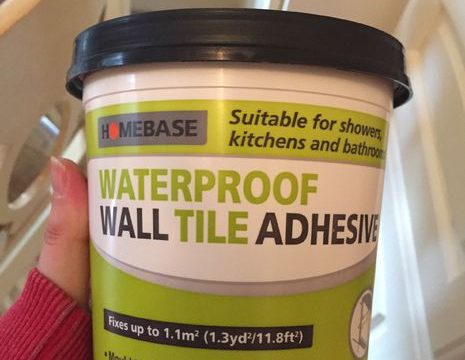 HOMEBASE
Suitable for showers,
kitchens and bathroom
WATERPROOF
WALL TILE ADHESIVE
Fixes up to 1.1m² (1.3yd²/11.8ft²)